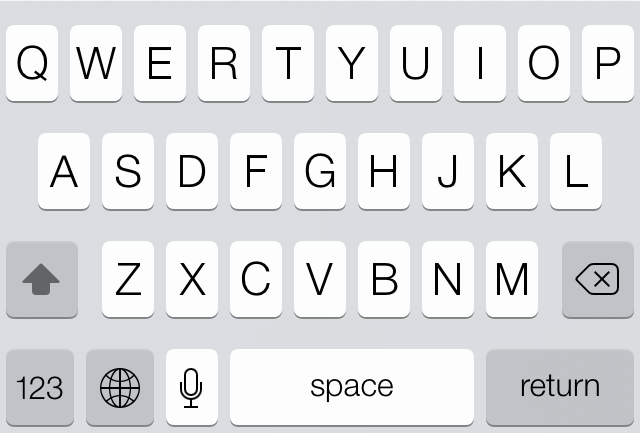 Q W E R T Y U I O P
A S D F G H J K L
Z X C V B N M
123 space return